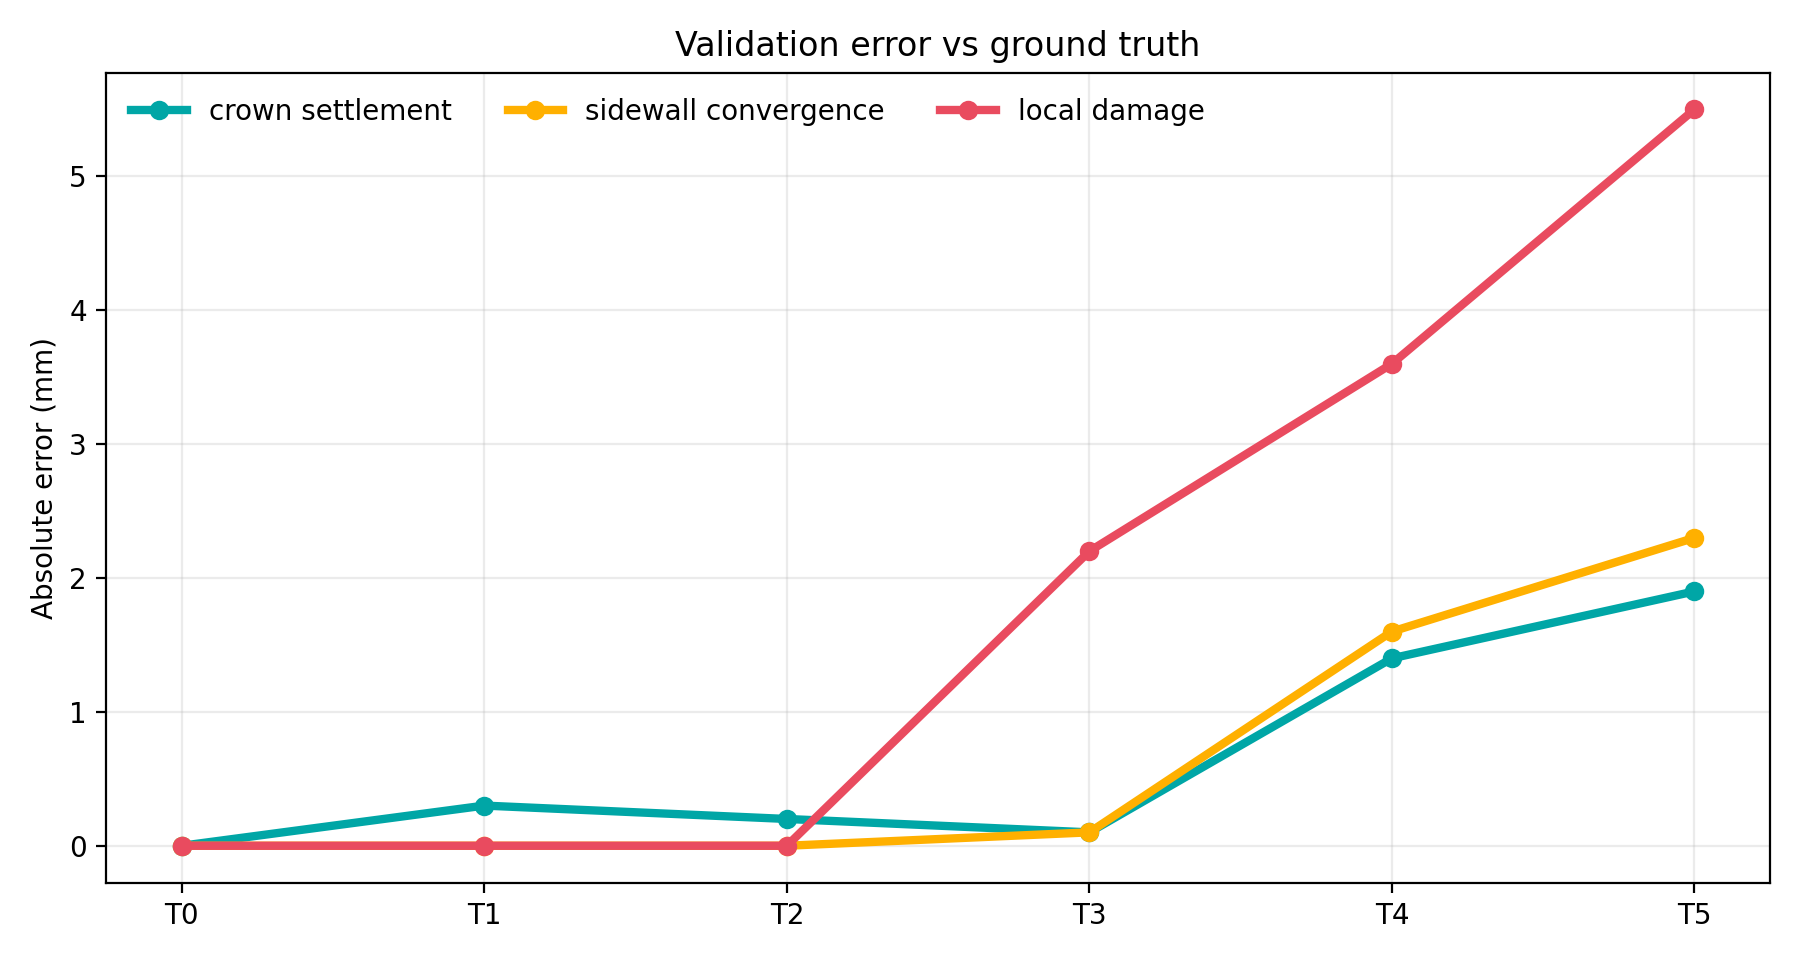 Validation error vs ground truth
crown settlement sidewall convergence local damage
Absolute error (mm)
5
4
3
2
1
0
T0 T1 T2 T3 T4 T5